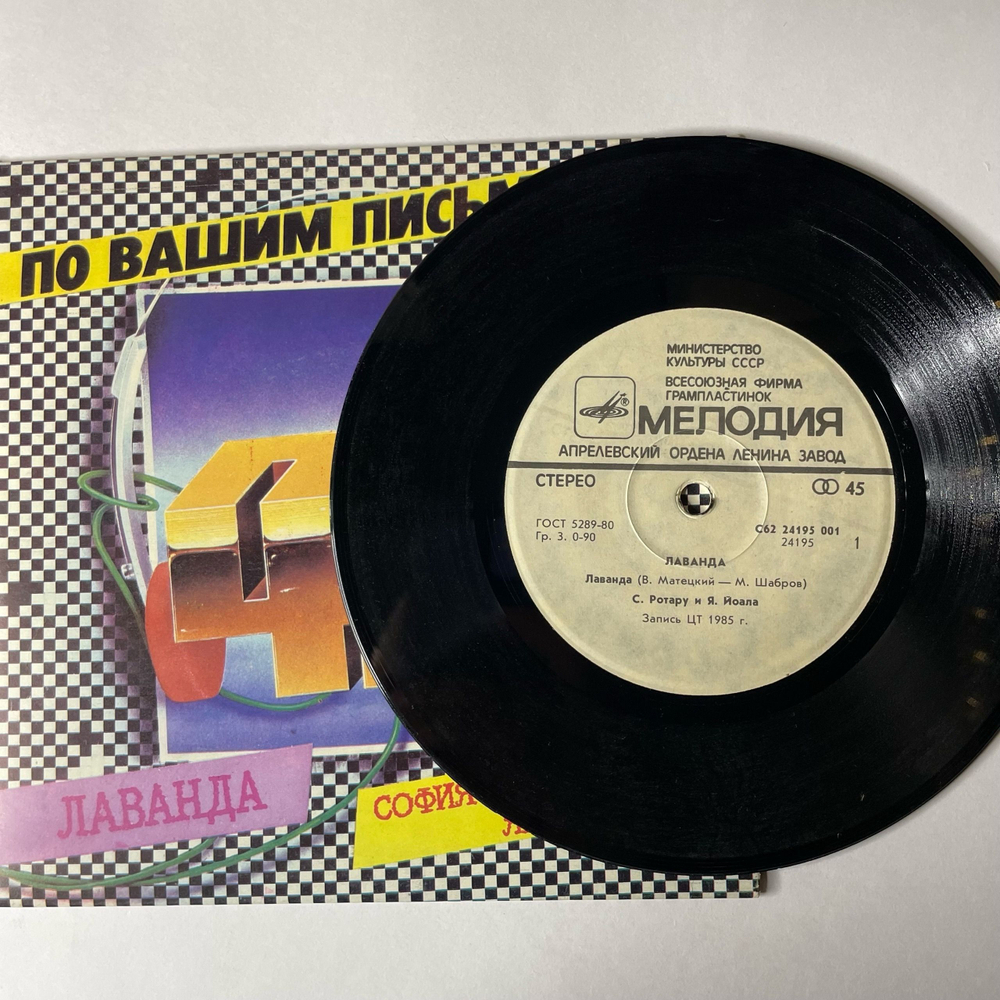 ПО ВАШИМ ПИСЬМ
ЛАВАНДА
СОФИЯ
МИНИСТЕРСТВО
КУЛЬТУРЫ СССР
ВСЕСОЮЗНАЯ ФИРМА
ГРАМПЛАСТИНОК
МЕЛОДИЯ
АПРЕЛЕВСКИЙ ОРДЕНА ЛЕНИНА ЗАВОД
СТЕРЕО
45
ГОСТ 5289-80
Гр. 3. 0-90
С62 24195 001
24195 1
ЛАВАНДА
Лаванда (В. Матецкий — М. Шабров)
С. Ротару и Я. Йоала
Запись ЦТ 1985 г.